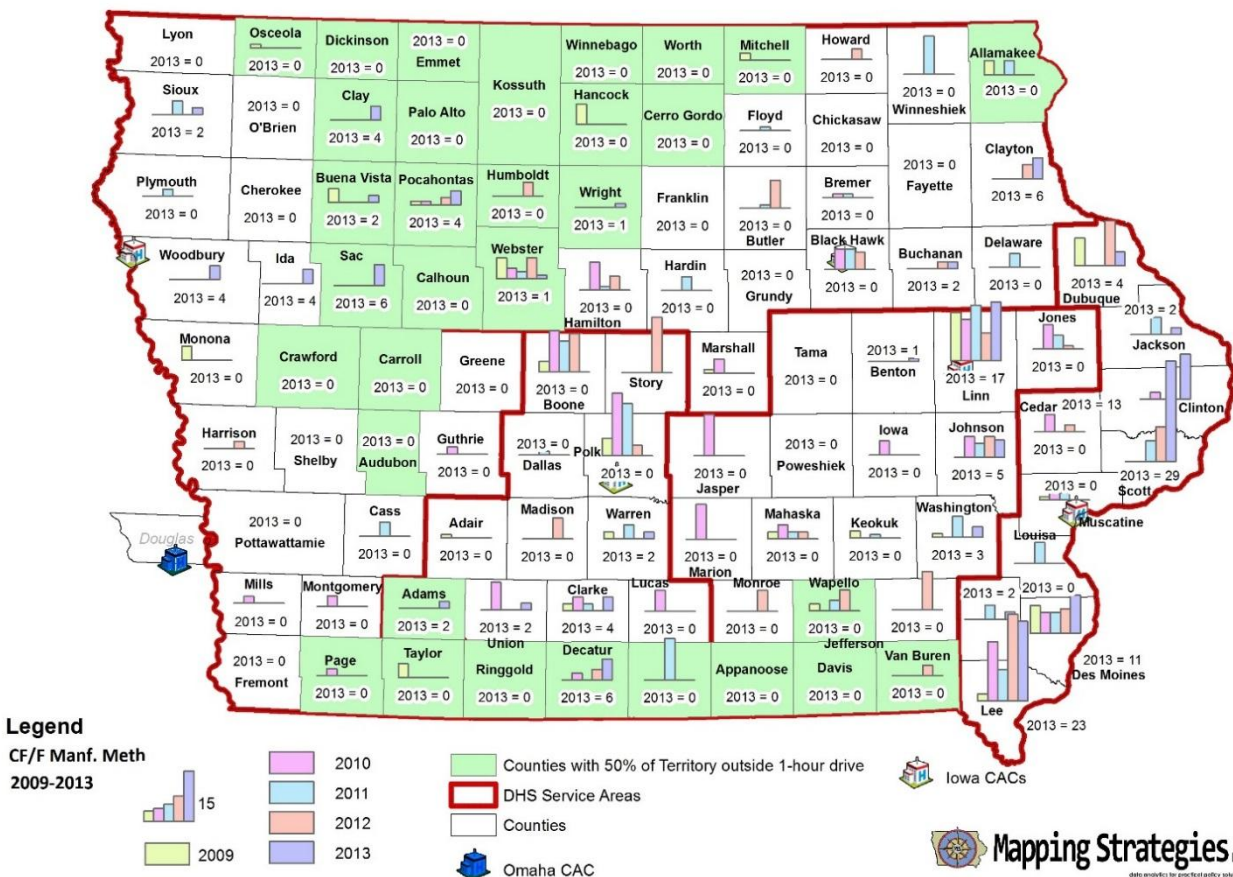 Lyon
2013 = 0
Osceola
2013 = 0
Dickinson
2013 = 0
2013 = 0
Emmet
Winnebago
2013 = 0
Worth
2013 = 0
Mitchell
2013 = 0
Howard
2013 = 0
2013 = 0
Winneshiek
Allamakee
2013 = 0
Sioux
2013 = 2
2013 = 0
O'Brien
Clay
2013 = 4
Palo Alto
2013 = 0
Kossuth
2013 = 0
Hancock
2013 = 0
Cerro Gordo
2013 = 0
Floyd
2013 = 0
Chickasaw
2013 = 0
2013 = 0
Fayette
Clayton
2013 = 6
Plymouth
2013 = 0
Cherokee
2013 = 0
Buena Vista
2013 = 2
Pocahontas
2013 = 4
Humboldt
2013 = 0
Wright
2013 = 1
Franklin
2013 = 0
2013 = 0
Butler
Bremer
2013 = 0
Woodbury
2013 = 4
Ida
2013 = 4
Sac
2013 = 6
Calhoun
2013 = 0
Webster
2013 = 1
2013 = 0
Hamilton
Hardin
2013 = 0
2013 = 0
Grundy
Black Hawk
2013 = 0
Buchanan
2013 = 2
Delaware
2013 = 0
2013 = 4
Dubuque
Monona
2013 = 0
Crawford
2013 = 0
Carroll
2013 = 0
Greene
2013 = 0
2013 = 0
Boone
Story
2013 = 0
Marshall
2013 = 0
Tama
2013 = 0
2013 = 1
Benton
2013 = 17
Linn
Jones
2013 = 0
2013 = 2
Jackson
Harrison
2013 = 0
2013 = 0
Shelby
2013 = 0
Audubon
Guthrie
2013 = 0
2013 = 0
Dallas
Polk
2013 = 0
2013 = 0
Jasper
2013 = 0
Poweshiek
Iowa
2013 = 0
Johnson
2013 = 5
Cedar
2013 = 0
2013 = 13
Clinton
2013 = 29
Scott
2013 = 0
Muscatine
Douglas
2013 = 0
Pottawattamie
Cass
2013 = 0
Adair
2013 = 0
Madison
2013 = 0
Warren
2013 = 2
2013 = 0
Marion
Mahaska
2013 = 0
Keokuk
2013 = 0
Washington
2013 = 3
Louisa
2013 = 0
Mills
2013 = 0
Montgomery
2013 = 0
Adams
2013 = 2
2013 = 2
Union
Clarke
2013 = 4
Lucas
2013 = 0
Monroe
2013 = 0
Wapello
2013 = 0
2013 = 0
Jefferson
2013 = 2
2013 = 11
Des Moines
2013 = 0
Fremont
Page
2013 = 0
Taylor
2013 = 0
Ringgold
2013 = 0
Decatur
2013 = 6
2013 = 0
Appanoose
2013 = 0
Davis
2013 = 0
Van Buren
2013 = 0
Lee
2013 = 23
Legend
CF/F Manf. Meth
2009-2013
15
2009
2010
2011
2012
2013
Counties with 50% of Territory outside 1-hour drive
DHS Service Areas
Counties
Omaha CAC
Iowa CACs
Mapping Strategies
data analytics for practical policy